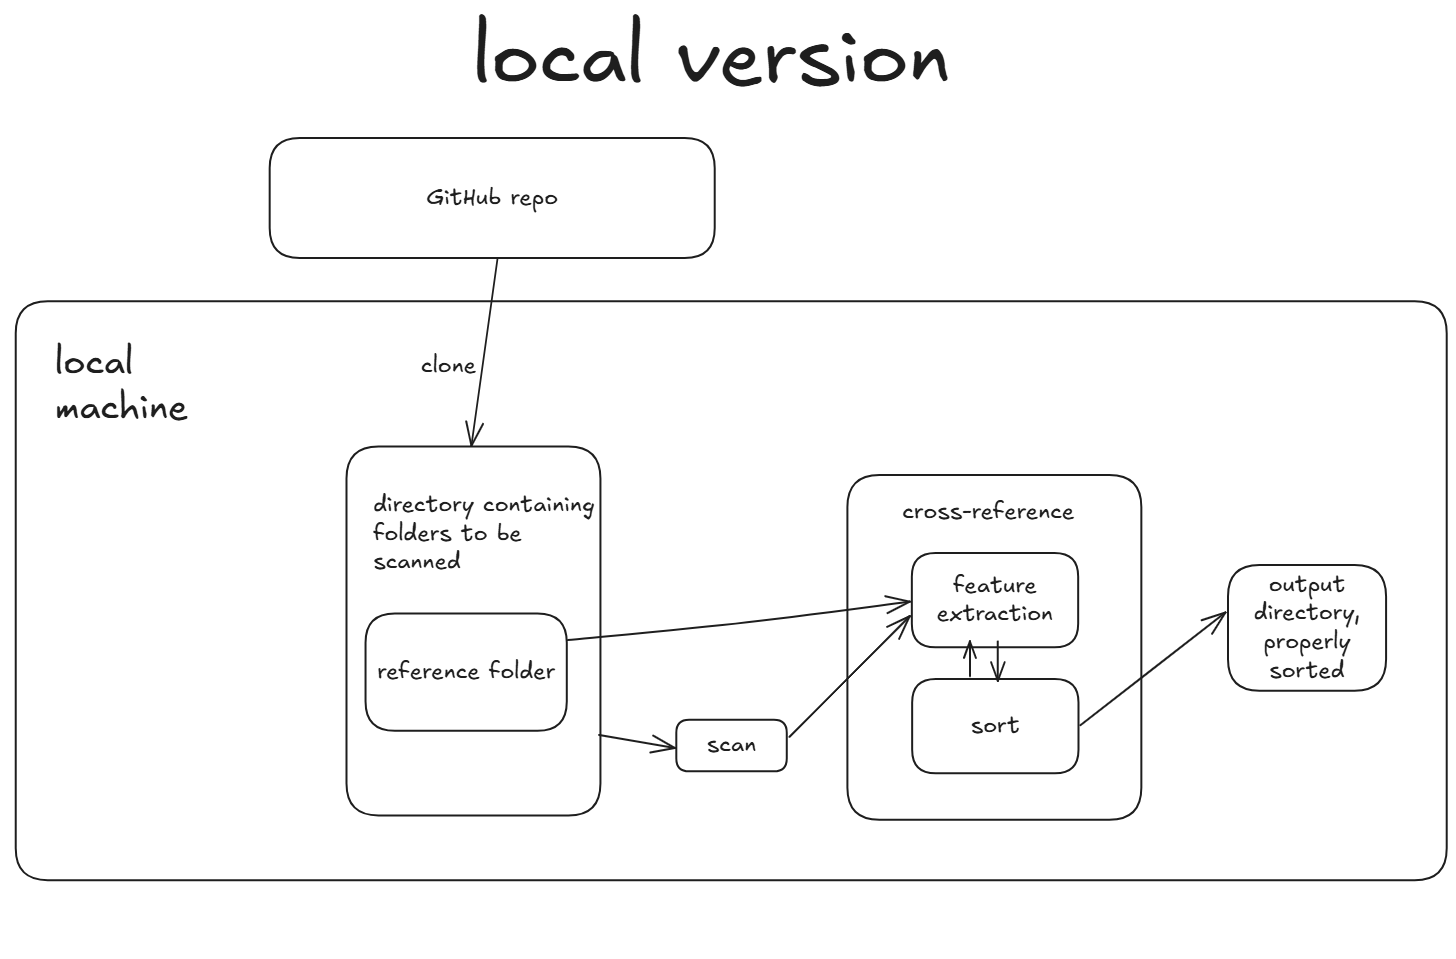 local version
GitHub repo
local
machine
clone
directory containing
folders to be
scanned
reference folder
scan
cross-reference
feature
extraction
sort
output
directory,
properly
sorted